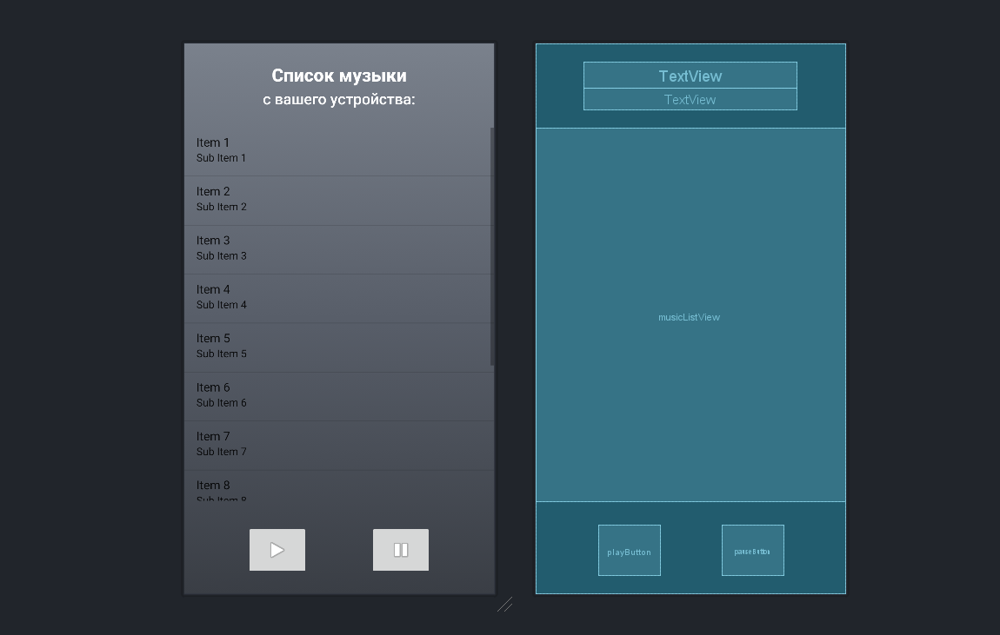 Список музыки
с вашего устройства:
Item 1
Sub Item 1
Item 2
Sub Item 2
Item 3
Sub Item 3
Item 4
Sub Item 4
Item 5
Sub Item 5
Item 6
Sub Item 6
Item 7
Sub Item 7
Item 8
Sub Item 8
TextView
TextView
musicListView
playButton
pauseButton